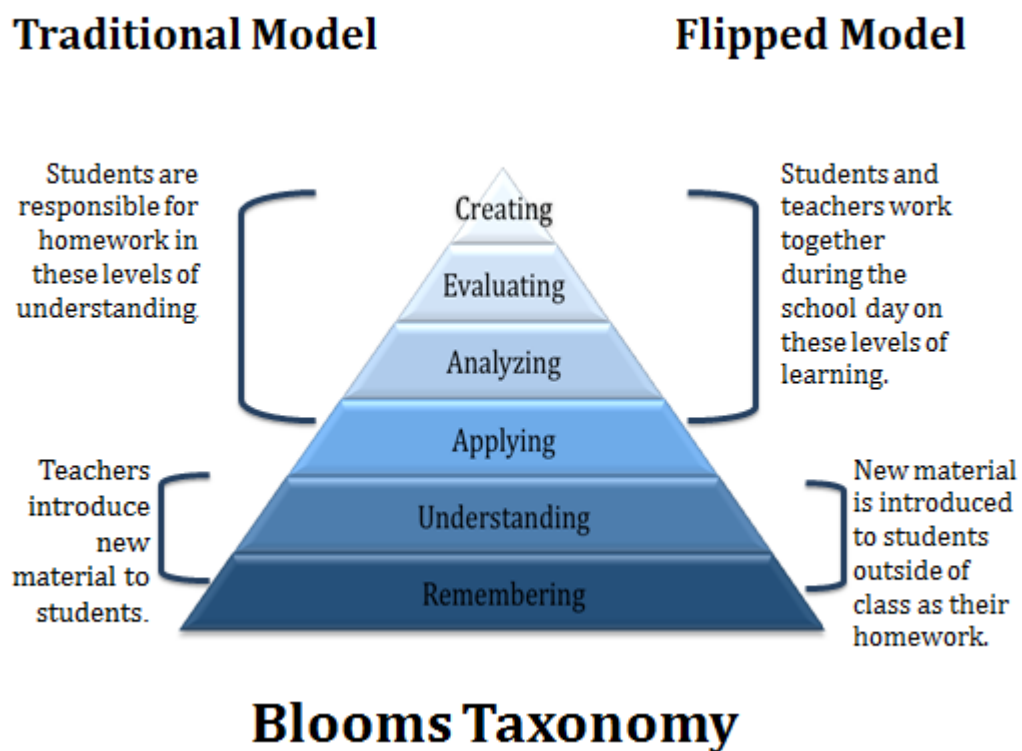 Traditional Model
Flipped Model
Students are
responsible for
homework in
these levels of
understanding
Students and
teachers work
together
during the
school day on
these levels of
learning.
Creating
Evaluating
Analyzing
Applying
Understanding
Remembering
Teachers
introduce
new
material to
students.
New material
is introduced
to students
outside of
class as their
homework.
Blooms Taxonomy